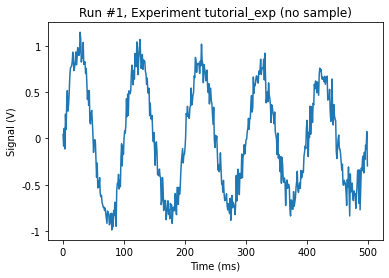 Run #1, Experiment tutorial_exp (no sample)
1
0.5
0
-0.5
-1
Signal (V)
0 100 200 300 400 500
Time (ms)